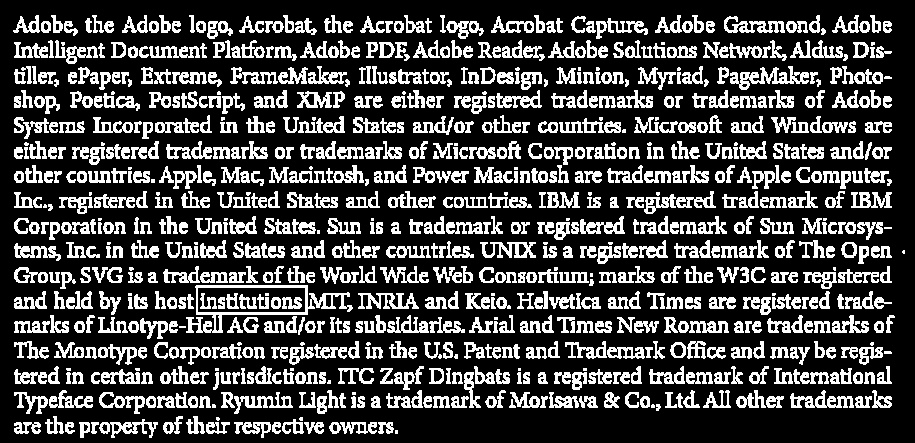 Adobe, the Adobe logo, Acrobat, the Acrobat logo, Acrobat Capture, Adobe Garamond, Adobe
Intelligent Document Platform, Adobe PDF, Adobe Reader, Adobe Solutions Network, Aldus, Dis-
tiller, ePaper, Extreme, FrameMaker, Illustrator, InDesign, Minion, Myriad, PageMaker, Photo-
shop, Poetica, PostScript, and XMP are either registered trademarks or trademarks of Adobe
Systems Incorporated in the United States and/or other countries. Microsoft and Windows are
either registered trademarks or trademarks of Microsoft Corporation in the United States and/or
other countries. Apple, Mac, Macintosh, and Power Macintosh are trademarks of Apple Computer,
Inc., registered in the United States and other countries. IBM is a registered trademark of IBM
Corporation in the United States. Sun is a trademark or registered trademark of Sun Microsys-
tems, Inc. in the United States and other countries. UNIX is a registered trademark of The Open
Group. SVG is a trademark of the World Wide Web Consortium; marks of the W3C are registered
and held by its host Institutions MIT, INRIA and Keio. Helvetica and Times are registered trade-
marks of Linotype-Hell AG and/or its subsidiaries. Arial and Times New Roman are trademarks of
The Monotype Corporation registered in the U.S. Patent and Trademark Office and may be regis-
tered in certain other jurisdictions. ITC Zapf Dingbats is a registered trademark of International
Typeface Corporation. Ryumin Light is a trademark of Morisawa & Co., Ltd. All other trademarks
are the property of their respective owners.